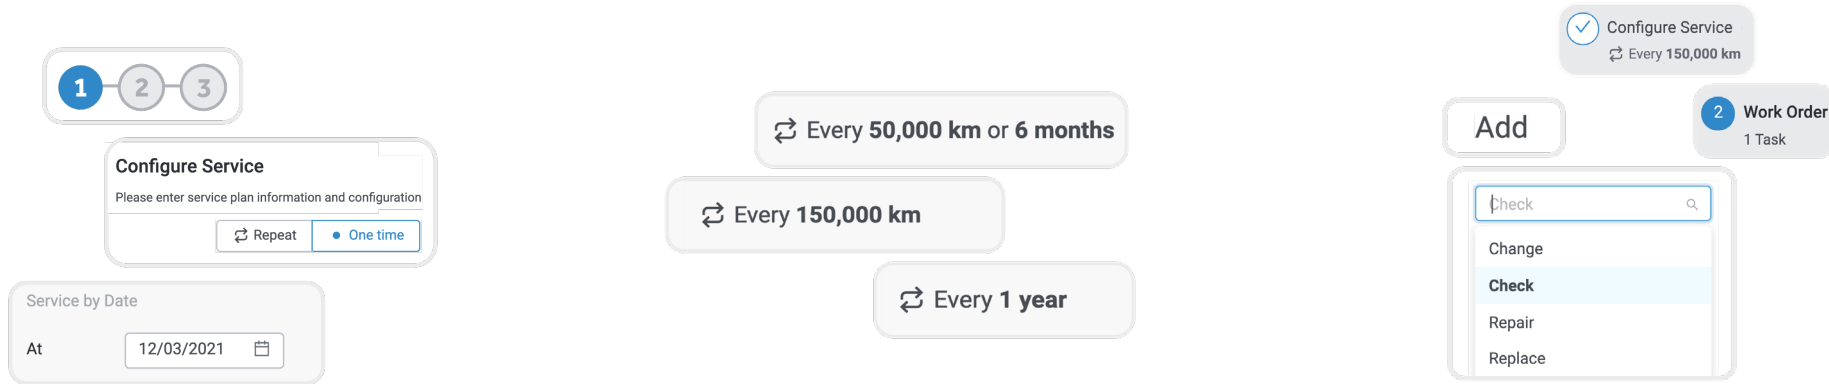 1 2 3
Configure Service
Please enter service plan information and configuration
Repeat One time
Service by Date
At 12/03/2021
Every 50,000 km or 6 months
Every 150,000 km
Every 1 year
Configure Service
Every 150,000 km
2 Work Order
1 Task
Add
Check
Change
Check
Repair
Replace